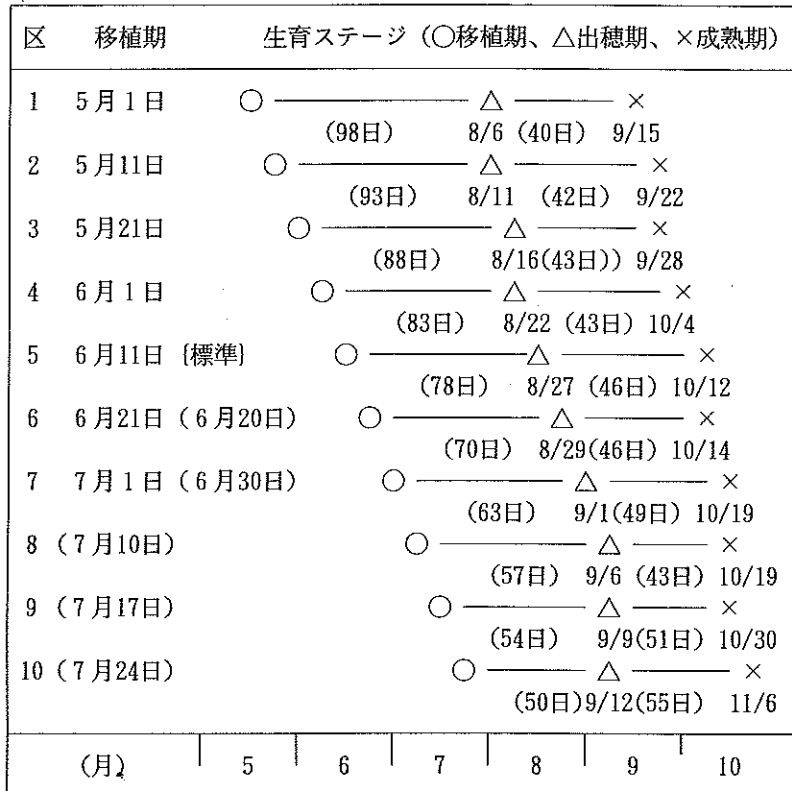 区 移植期 生育ステージ（○移植期、△出穂期、×成熟期）
1 5月1日 ○ △ ×
(98日) 8/6 (40日) 9/15
2 5月11日 ○ △ ×
(93日) 8/11 (42日) 9/22
3 5月21日 ○ △ ×
(88日) 8/16(43日)) 9/28
4 6月1日 ○ △ ×
(83日) 8/22 (43日) 10/4
5 6月11日 {標準} ○ △ ×
(78日) 8/27 (46日) 10/12
6 6月21日（6月20日） ○ △ ×
(70日) 8/29(46日) 10/14
7 7月1日（6月30日） ○ △ ×
(63日) 9/1(49日) 10/19
8 （7月10日） ○ △ ×
(57日) 9/6 (43日) 10/19
9 （7月17日） ○ △ ×
(54日) 9/9(51日) 10/30
10（7月24日） ○ △ ×
(50日)9/12(55日) 11/6
(月) 5 6 7 8 9 10